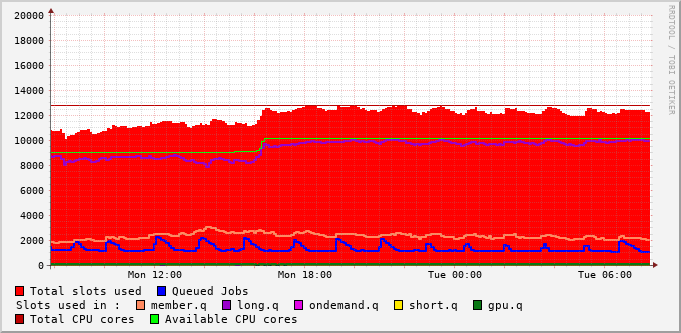 20000
18000
16000
14000
12000
10000
8000
6000
4000
2000
0
Mon 12:00 Mon 18:00 Tue 00:00 Tue 06:00
RRDTOOL / TOBI OETIKER
Total slots used Queued Jobs
Slots used in : member.q long.q ondemand.q short.q gpu.q
Total CPU cores Available CPU cores